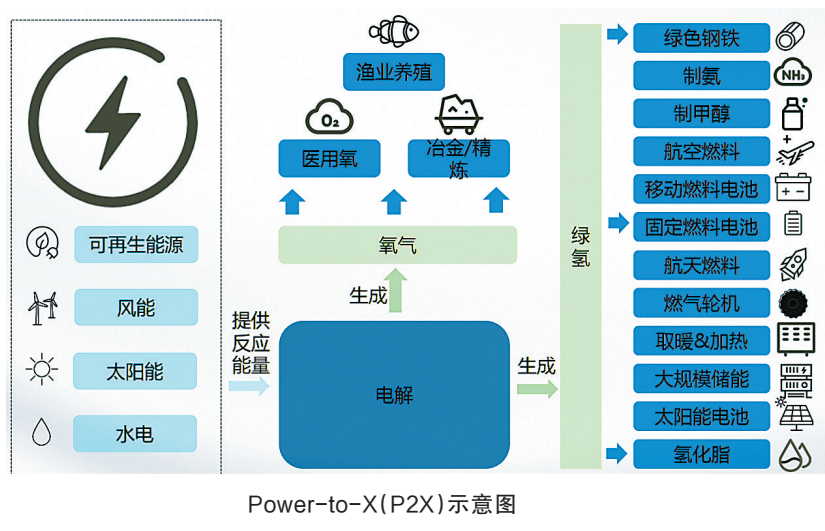 可再生能源
风能
太阳能
水电
提供
反应
能量
渔业养殖
O₂
医用氧
冶金/精
炼
氧气
生成
电解
生成
绿
氢
绿色钢铁
制氨
NH₃
制甲醇
航空燃料
移动燃料电池
固定燃料电池
航天燃料
燃气轮机
取暖&加热
大规模储能
太阳能电池
氢化脂
Power-to-X(P2X)示意图